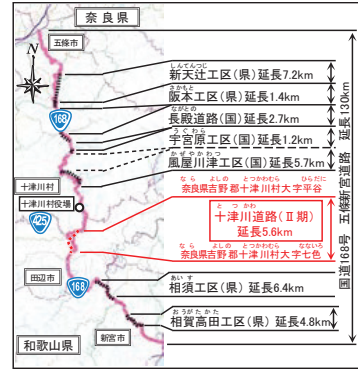 奈良県
五條市
N
168
しんてんつじ
新天辻工区(県)延長7.2km
さかもと
阪本工区(県)延長1.4km
ながとの
長殿道路(国)延長2.7km
うぐわら
宇宮原工区(国)延長1.2km
かぜやかわつ
風屋川津工区(国)延長5.7km
十津川村
十津川村役場
425
なら よしの とつかわむら ひらだに
奈良県吉野郡十津川村大字平谷
とつかわ
十津川道路(Ⅱ期)
延長5.6km
なら よしの とつかわむら なないろ
奈良県吉野郡十津川村大字七色
田辺市
168
あいす
相須工区(県)延長6.4km
おうがたかた
相賀高田工区(県)延長4.8km
新宮市
和歌山県
国道168号 五條新宮道路 延長130km